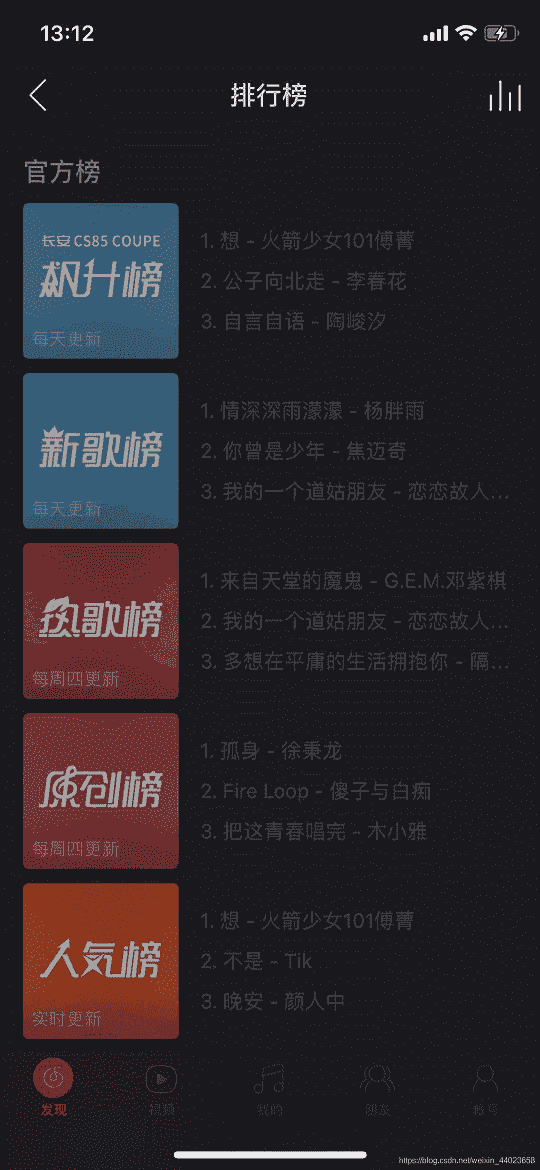 13:12
排行榜
官方榜
长安 CS85 COUPE
飙升榜
每天更新
1. 想 - 火箭少女101傅菁
2. 公子向北走 - 李春花
3. 自言自语 - 陶峻汐
新歌榜
每天更新
1. 情深深雨濛濛 - 杨胖雨
2. 你曾是少年 - 焦迈奇
3. 我的一个道姑朋友 - 恋恋故人...
热歌榜
每周四更新
1. 来自天堂的魔鬼 - G.E.M.邓紫棋
2. 我的一个道姑朋友 - 恋恋故人...
3. 多想在平庸的生活拥抱你 - 隔...
原创榜
每周四更新
1. 孤身 - 徐秉龙
2. Fire Loop - 傻子与白痴
3. 把这青春唱完 - 木小雅
人气榜
实时更新
1. 想 - 火箭少女101傅菁
2. 不是 - Tik
3. 晚安 - 颜人中
发现
视频
我的
朋友
账号
https://blog.csdn.net/weixin_44023658